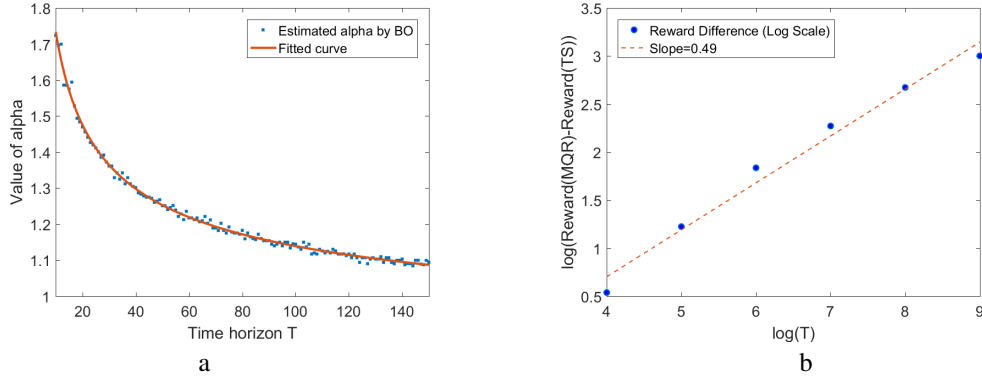 1.8
1.7
1.6
1.5
1.4
1.3
1.2
1.1
1
Value of alpha
Estimated alpha by BO
Fitted curve
20 40 60 80 100 120 140
Time horizon T
a
3.5
3
2.5
2
1.5
1
0.5
log(Reward(MQR)-Reward(TS))
Reward Difference (Log Scale)
Slope=0.49
4 5 6 7 8 9
log(T)
b